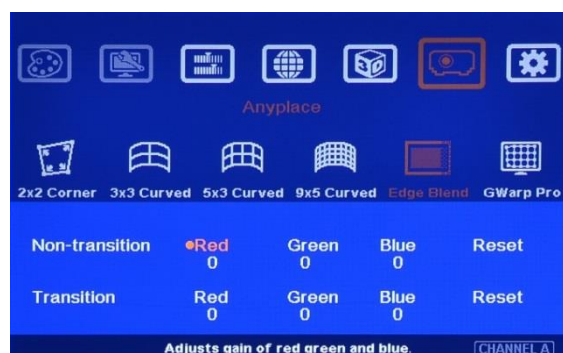 3D
Anyplace
2x2 Corner 3x3 Curved 5x3 Curved 9x5 Curved Edge Blend GWarp Pro
Non-transition Red Green Blue Reset
0 0 0
Transition Red Green Blue Reset
0 0 0
Adjusts gain of red green and blue. CHANNEL A